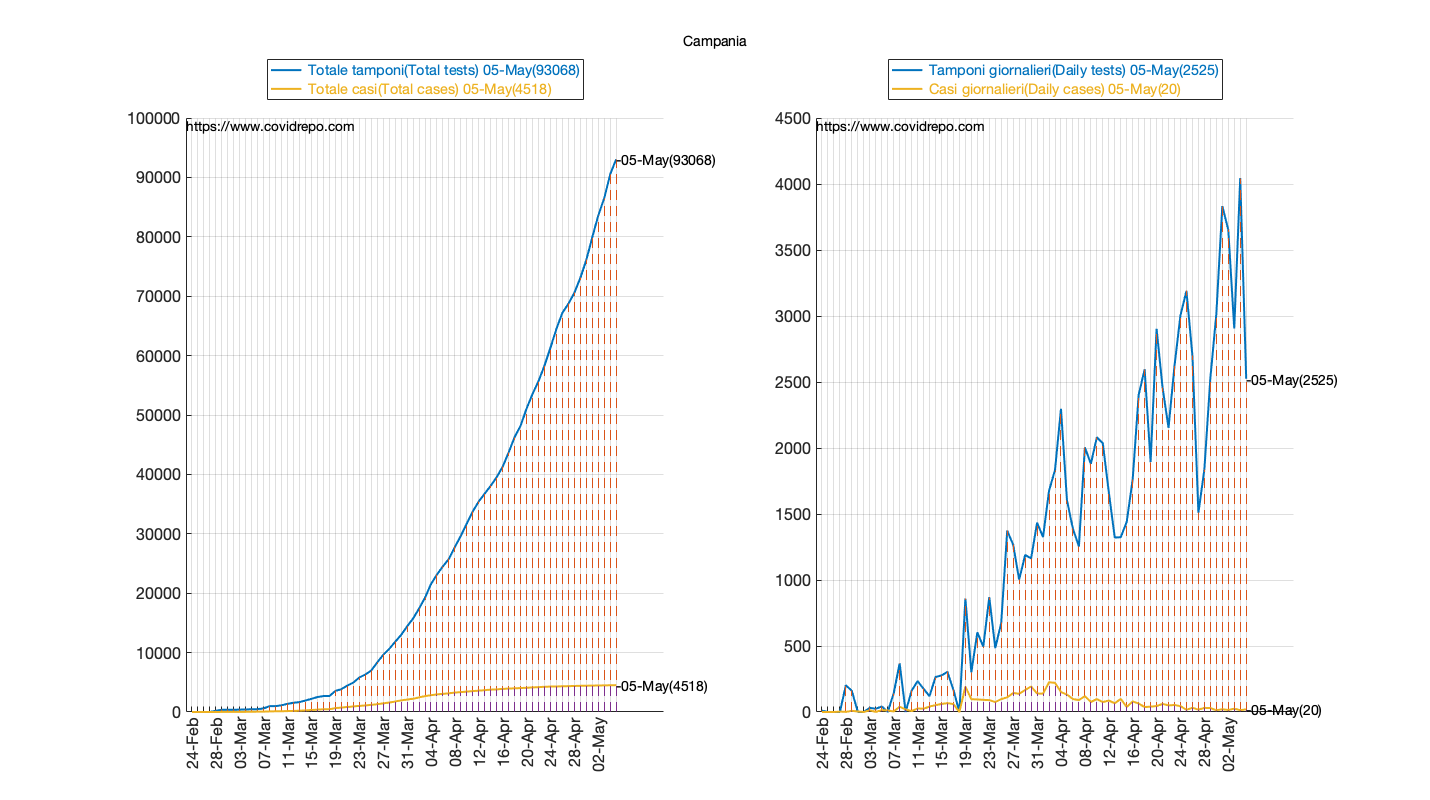 Campania
Totale tamponi(Total tests) 05-May(93068)
Totale casi(Total cases) 05-May(4518)
https://www.covidrepo.com
100000
90000
80000
70000
60000
50000
40000
30000
20000
10000
0
05-May(93068)
05-May(4518)
24-Feb
28-Feb
03-Mar
07-Mar
11-Mar
15-Mar
19-Mar
23-Mar
27-Mar
31-Mar
04-Apr
08-Apr
12-Apr
16-Apr
20-Apr
24-Apr
28-Apr
02-May
Tamponi giornalieri(Daily tests) 05-May(2525)
Casi giornalieri(Daily cases) 05-May(20)
https://www.covidrepo.com
4500
4000
3500
3000
2500
2000
1500
1000
500
0
05-May(2525)
05-May(20)
24-Feb
28-Feb
03-Mar
07-Mar
11-Mar
15-Mar
19-Mar
23-Mar
27-Mar
31-Mar
04-Apr
08-Apr
12-Apr
16-Apr
20-Apr
24-Apr
28-Apr
02-May